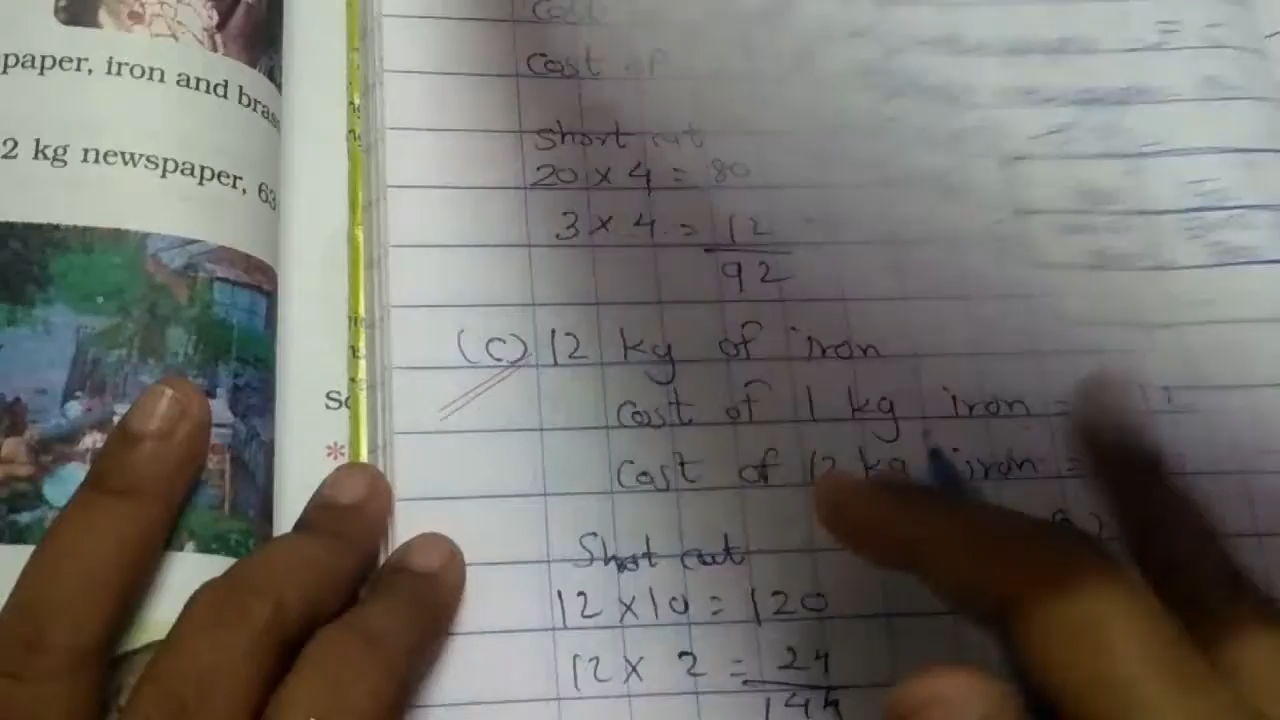 paper, iron and bras
2 kg newspaper, 63
*
Cost of
Short cut
20 x 4 = 80
3 x 4 = 12
92
(C) 12 kg of iron
Cost of 1 kg iron =
Cost of 12 kg iron =
Shot cut
12 x 10 = 120
12 x 2 = 24
144